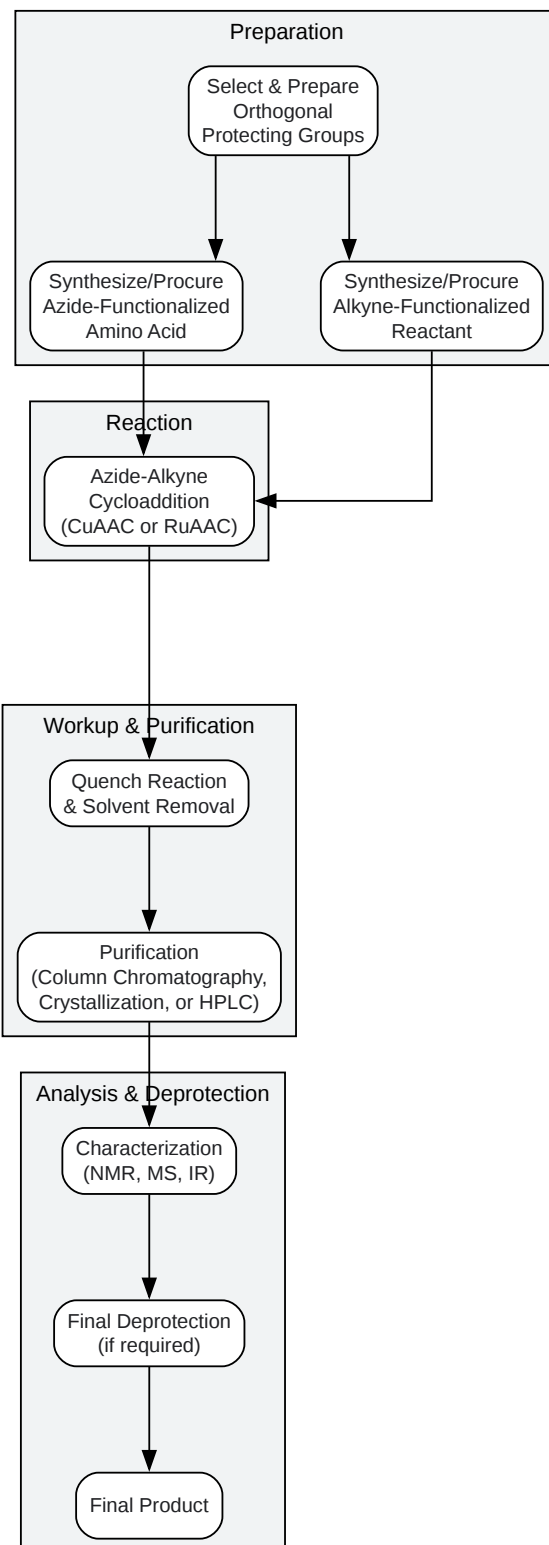 Preparation
Select & Prepare
Orthogonal
Protecting Groups
Synthesize/Procure
Azide-Functionalized
Amino Acid
Synthesize/Procure
Alkyne-Functionalized
Reactant
Reaction
Azide-Alkyne
Cycloaddition
(CuAAC or RuAAC)
Workup & Purification
Quench Reaction
& Solvent Removal
Purification
(Column Chromatography,
Crystallization, or HPLC)
Analysis & Deprotection
Characterization
(NMR, MS, IR)
Final Deprotection
(if required)
Final Product